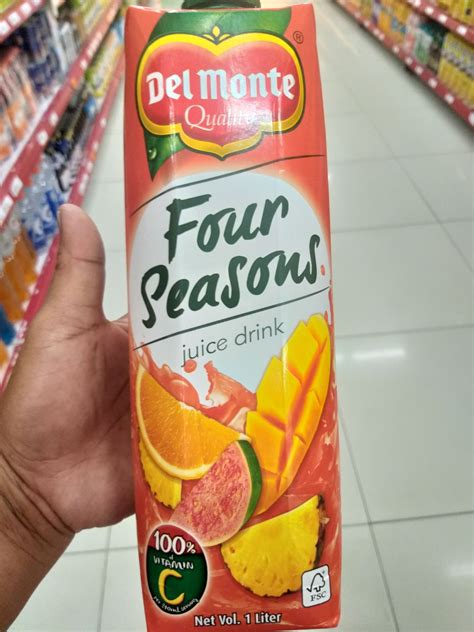 Del Monte
Quality
Four
Seasons
juice drink
100%
VITAMIN
C
FSC
Net Vol. 1 Liter